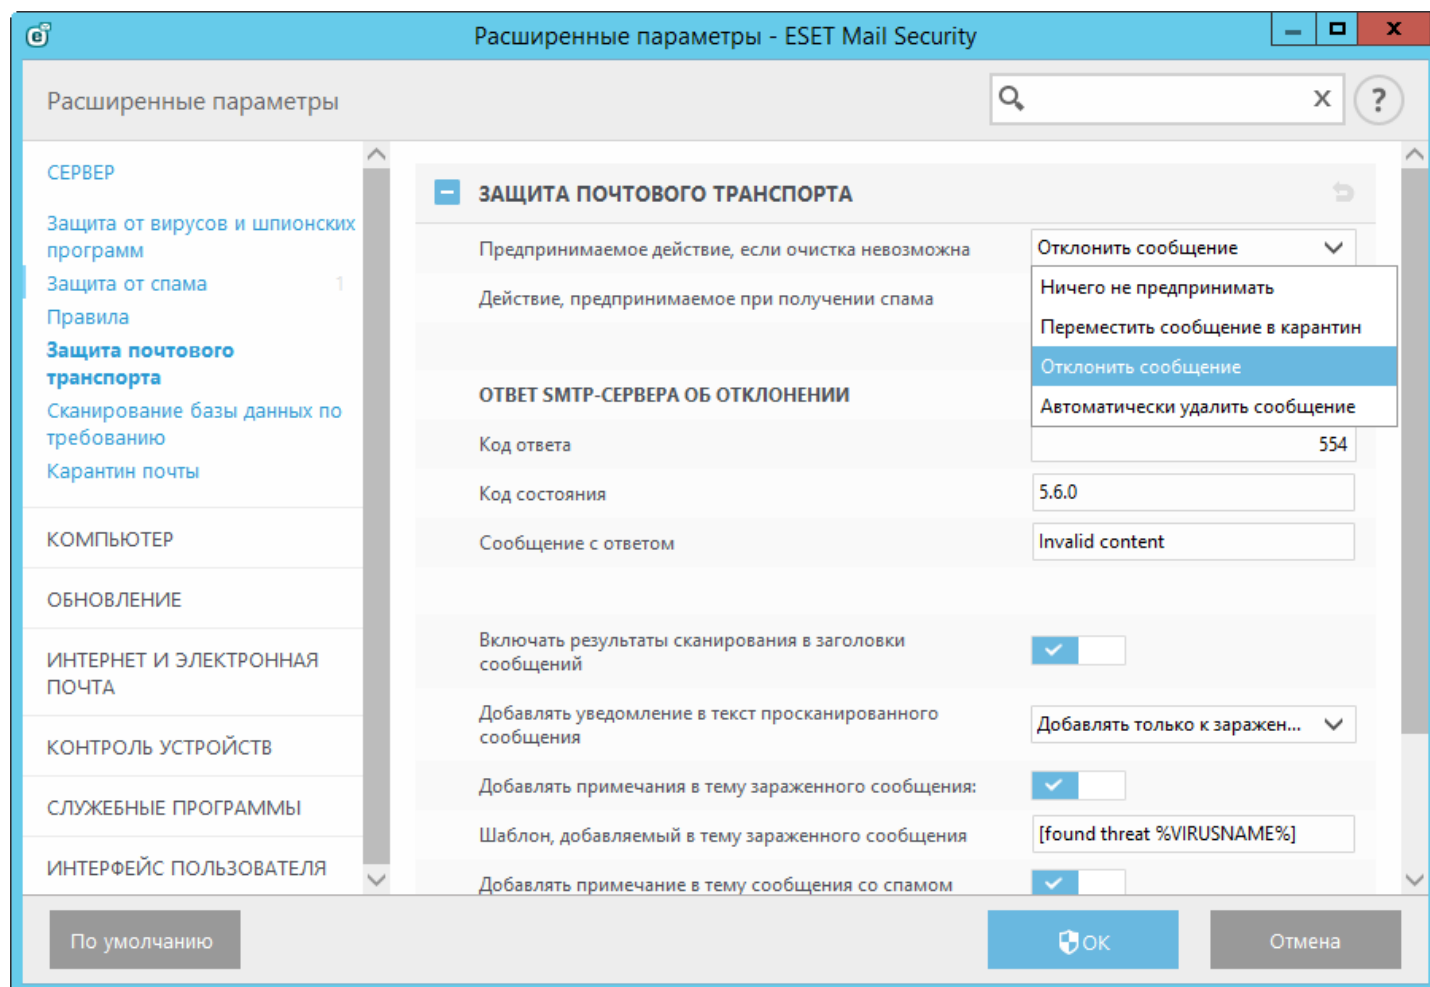 Расширенные параметры - ESET Mail Security
Расширенные параметры
x
?
СЕРВЕР
Защита от вирусов и шпионских
программ
Защита от спама 1
Правила
Защита почтового
транспорта
Сканирование базы данных по
требованию
Карантин почты
КОМПЬЮТЕР
ОБНОВЛЕНИЕ
ИНТЕРНЕТ И ЭЛЕКТРОННАЯ
ПОЧТА
КОНТРОЛЬ УСТРОЙСТВ
СЛУЖЕБНЫЕ ПРОГРАММЫ
ИНТЕРФЕЙС ПОЛЬЗОВАТЕЛЯ
ЗАЩИТА ПОЧТОВОГО ТРАНСПОРТА
Предпринимаемое действие, если очистка невозможна Отклонить сообщение
Действие, предпринимаемое при получении спама
Ничего не предпринимать
Переместить сообщение в карантин
Отклонить сообщение
Автоматически удалить сообщение
ОТВЕТ SMTP-СЕРВЕРА ОБ ОТКЛОНЕНИИ
Код ответа 554
Код состояния 5.6.0
Сообщение с ответом Invalid content
Включать результаты сканирования в заголовки
сообщений
Добавлять уведомление в текст просканированного
сообщения
Добавлять только к заражен...
Добавлять примечания в тему зараженного сообщения:
Шаблон, добавляемый в тему зараженного сообщения [found threat %VIRUSNAME%]
Добавлять примечание в тему сообщения со спамом
По умолчанию
ОК
Отмена